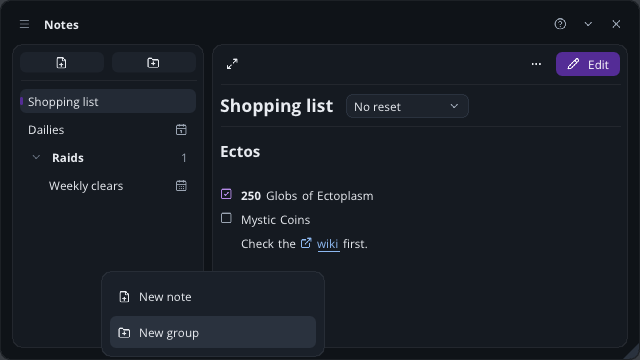 Notes
Edit
Shopping list
Dailies
Raids 1
Weekly clears
Shopping list No reset
Ectos
250 Globs of Ectoplasm
Mystic Coins
Check the wiki first.
New note
New group